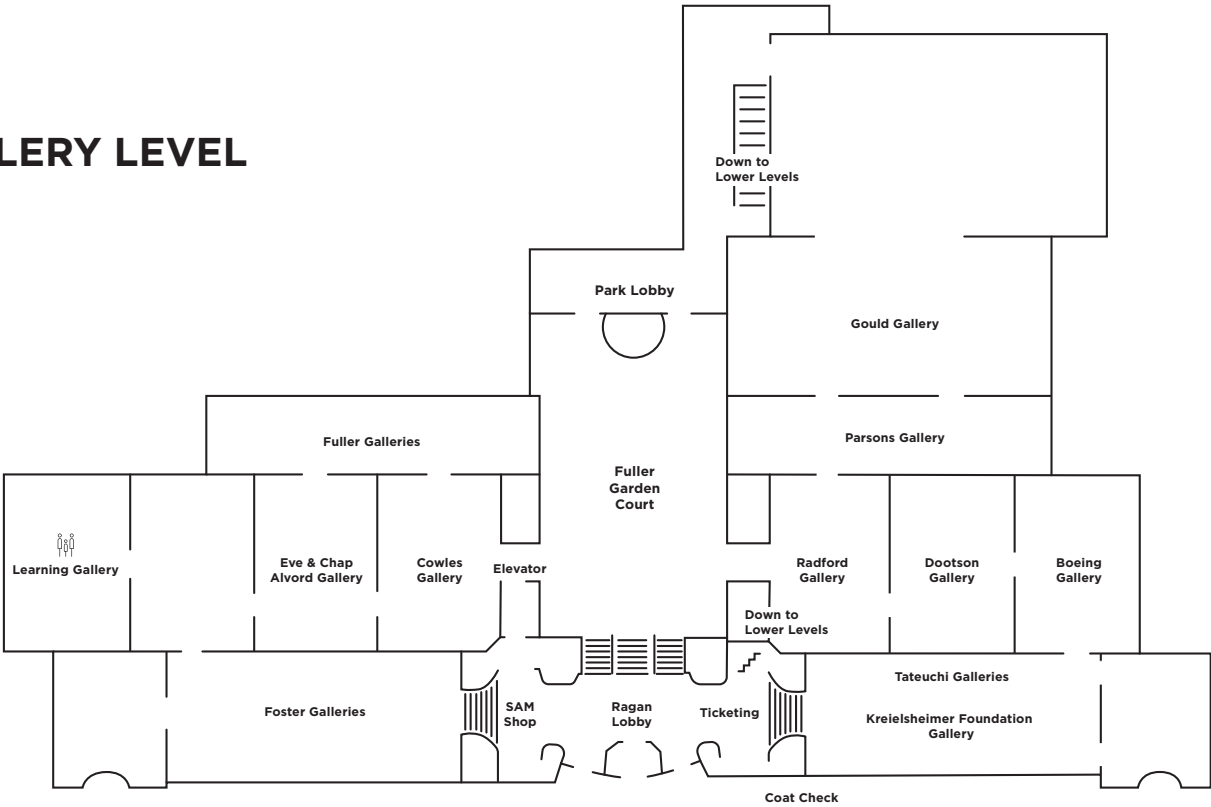 LERY LEVEL
Down to
Lower Levels
Park Lobby
Gould Gallery
Fuller Galleries
Parsons Gallery
Fuller
Garden
Court
Learning Gallery
Eve & Chap
Alvord Gallery
Cowles
Gallery
Elevator
Radford
Gallery
Dootson
Gallery
Boeing
Gallery
Down to
Lower Levels
Tateuchi Galleries
Foster Galleries
SAM
Shop
Ragan
Lobby
Ticketing
Kreielsheimer Foundation
Gallery
Coat Check